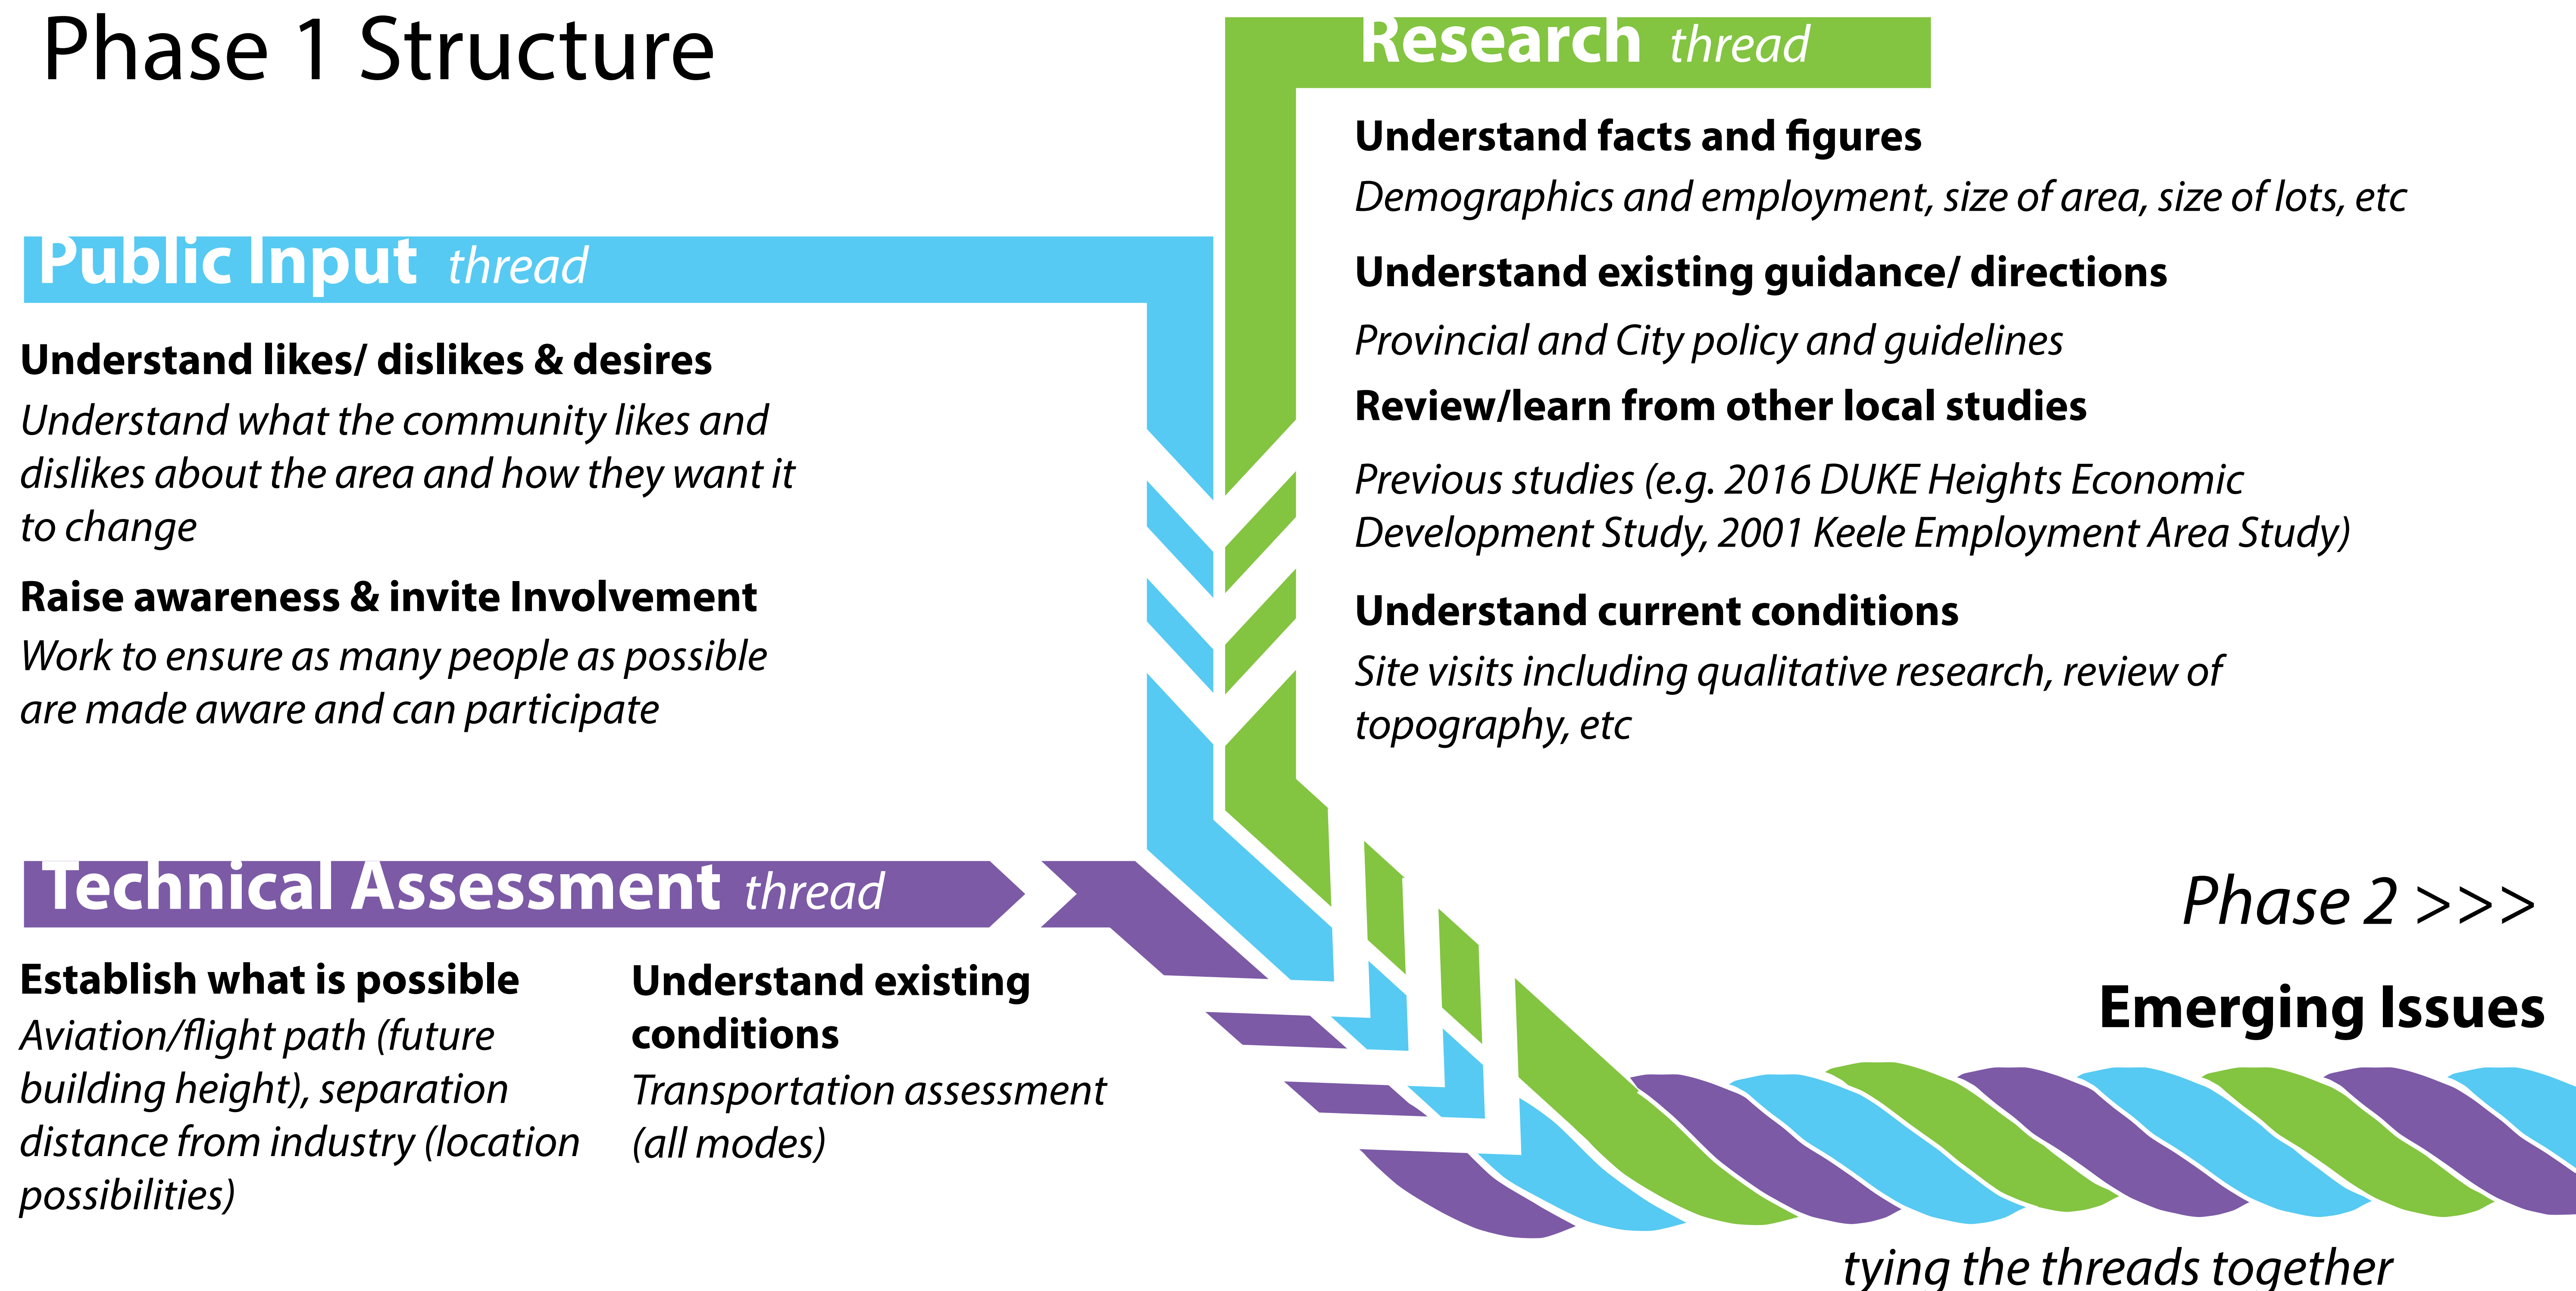 Phase 1 Structure
Public Input thread
Understand likes/ dislikes & desires
Understand what the community likes and
dislikes about the area and how they want it
to change
Raise awareness & invite Involvement
Work to ensure as many people as possible
are made aware and can participate
Technical Assessment thread
Establish what is possible
Aviation/flight path (future
building height), separation
distance from industry (location
possibilities)
Understand existing
conditions
Transportation assessment
(all modes)
Research thread
Understand facts and figures
Demographics and employment, size of area, size of lots, etc
Understand existing guidance/ directions
Provincial and City policy and guidelines
Review/learn from other local studies
Previous studies (e.g. 2016 DUKE Heights Economic
Development Study, 2001 Keele Employment Area Study)
Understand current conditions
Site visits including qualitative research, review of
topography, etc
Phase 2 >>>
Emerging Issues
tying the threads together